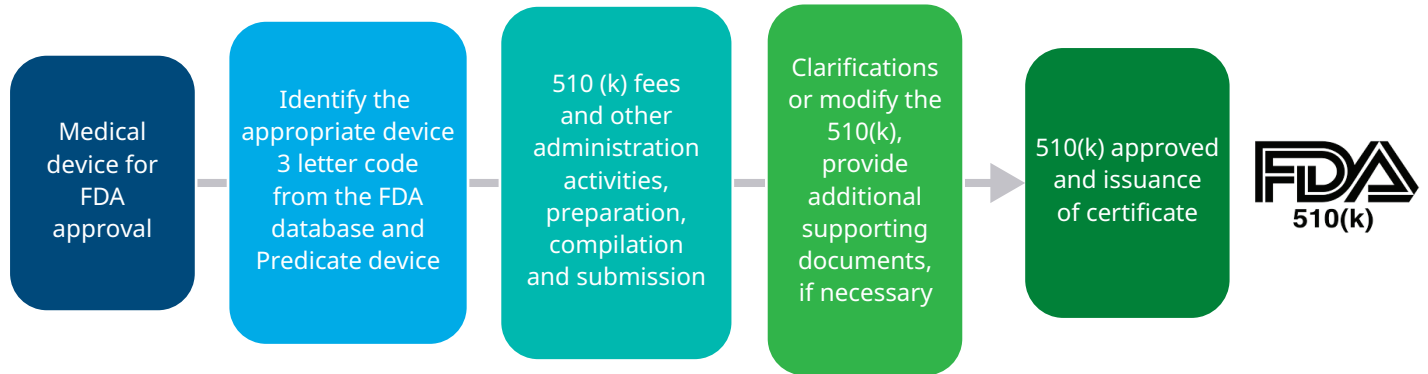 Medical
device for
FDA
approval
Identify the
appropriate device
3 letter code
from the FDA
database and
Predicate device
510 (k) fees
and other
administration
activities,
preparation,
compilation
and submission
Clarifications
or modify the
510(k),
provide
additional
supporting
documents,
if necessary
510(k) approved
and issuance
of certificate
FDA
510(k)